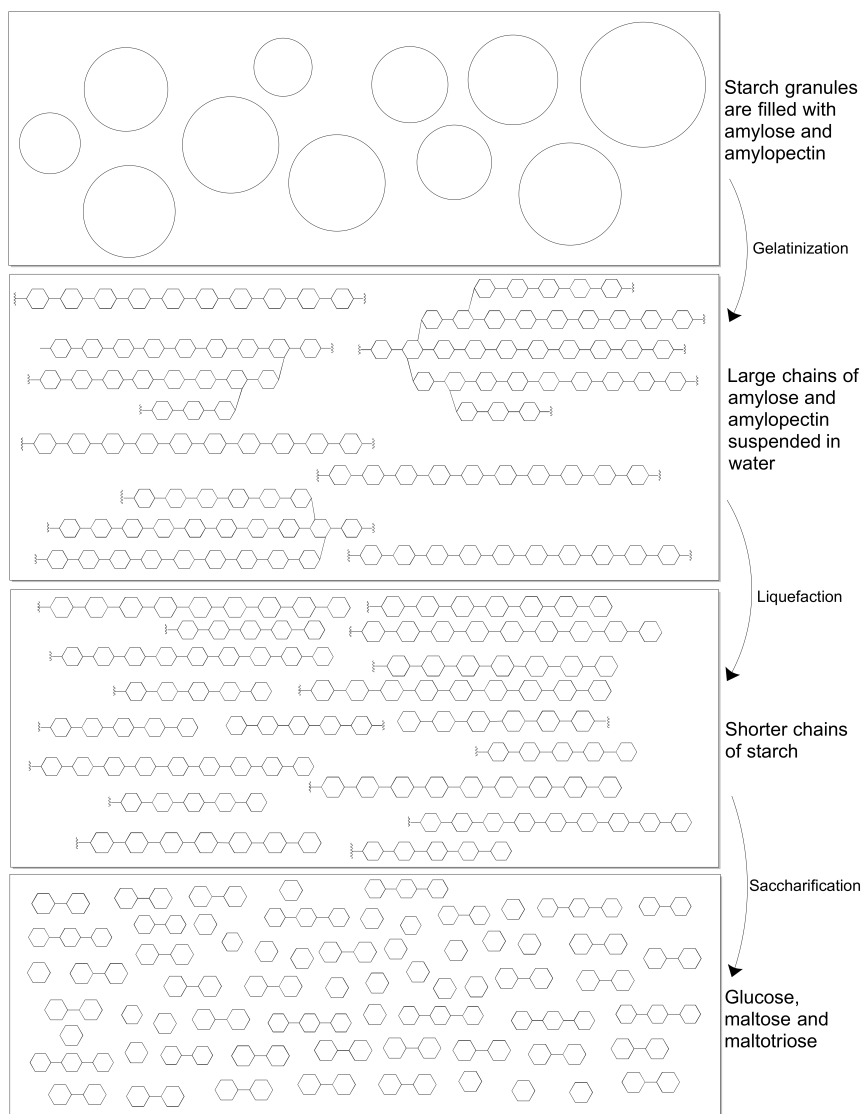 Starch granules
are filled with
amylose and
amylopectin
Gelatinization
Large chains of
amylose and
amylopectin
suspended in
water
Liquefaction
Shorter chains
of starch
Saccharification
Glucose,
maltose and
maltotriose